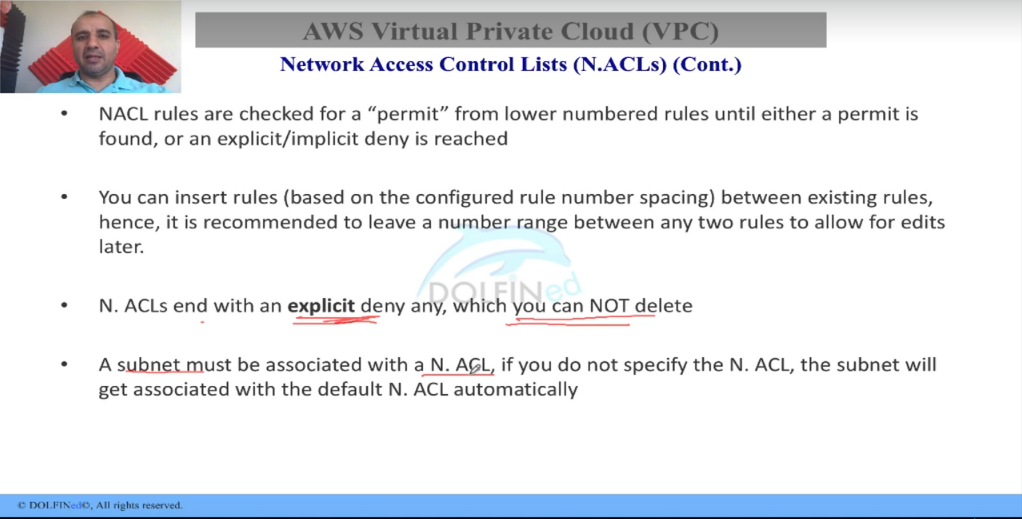 AWS Virtual Private Cloud (VPC)
Network Access Control Lists (N.ACLs) (Cont.)
• NACL rules are checked for a “permit” from lower numbered rules until either a permit is
found, or an explicit/implicit deny is reached
• You can insert rules (based on the configured rule number spacing) between existing rules,
hence, it is recommended to leave a number range between any two rules to allow for edits
later.
DOLFINed
• N. ACLs end with an explicit deny any, which you can NOT delete
• A subnet must be associated with a N. ACL, if you do not specify the N. ACL, the subnet will
get associated with the default N. ACL automatically
© DOLFINed©, All rights reserved.